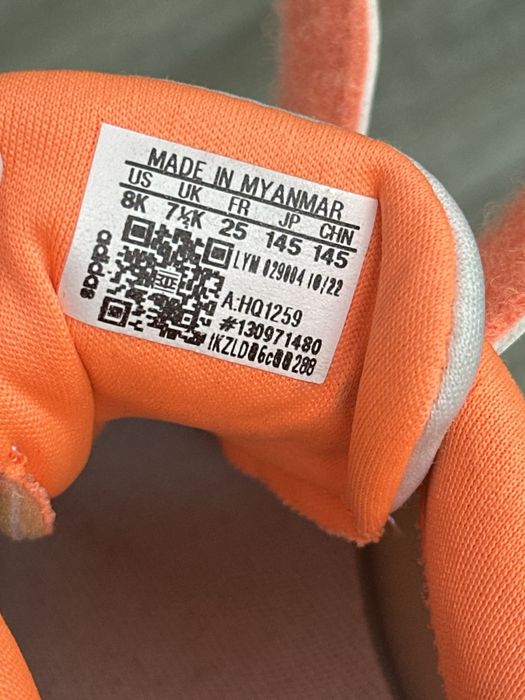 MADE IN MYANMAR
US UK FR JP CHN
8K 7½K 25 145 145
adidas
LYM 029004 10/22
A:HQ1259
#130971480